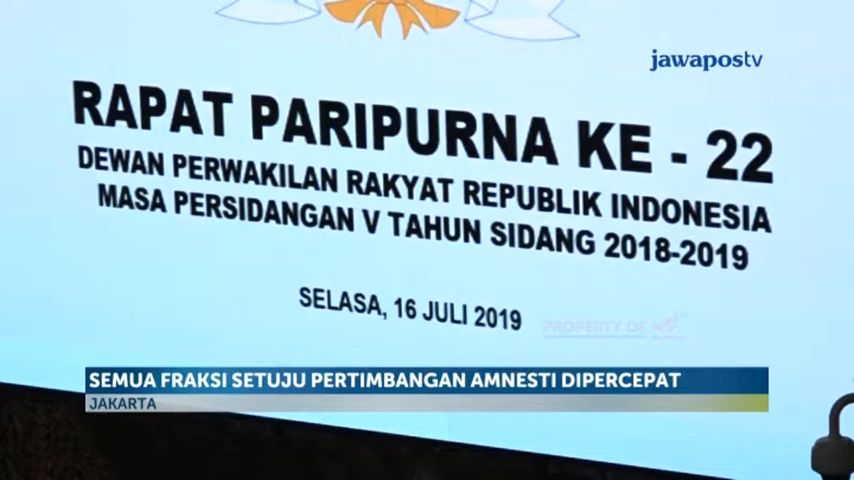 jawapostv
RAPAT PARIPURNA KE - 22
DEWAN PERWAKILAN RAKYAT REPUBLIK INDONESIA
MASA PERSIDANGAN V TAHUN SIDANG 2018-2019
SELASA, 16 JULI 2019
PROPERTY OF
SEMUA FRAKSI SETUJU PERTIMBANGAN AMNESTI DIPERCEPAT
JAKARTA